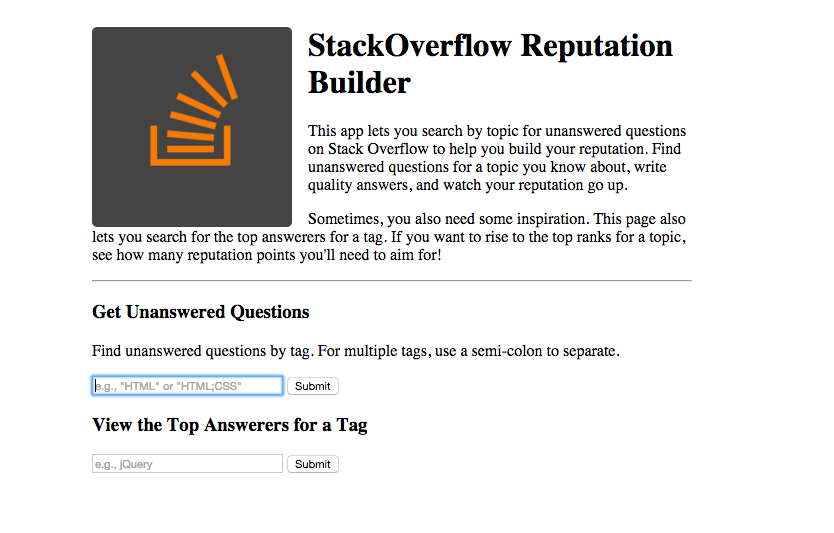 StackOverflow Reputation
Builder
This app lets you search by topic for unanswered questions
on Stack Overflow to help you build your reputation. Find
unanswered questions for a topic you know about, write
quality answers, and watch your reputation go up.
Sometimes, you also need some inspiration. This page also
lets you search for the top answerers for a tag. If you want to rise to the top ranks for a topic,
see how many reputation points you'll need to aim for!
Get Unanswered Questions
Find unanswered questions by tag. For multiple tags, use a semi-colon to separate.
e.g., "HTML" or "HTML;CSS" Submit
View the Top Answerers for a Tag
e.g., jQuery Submit